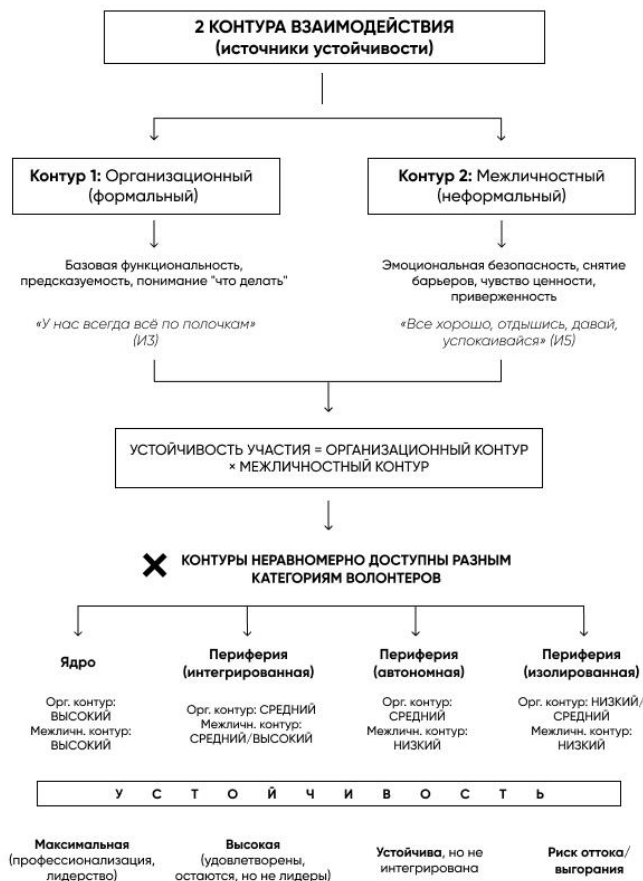 2 КОНТУРА ВЗАИМОДЕЙСТВИЯ
(источники устойчивости)
Контур 1: Организационный
(формальный)
Контур 2: Межличностный
(неформальный)
Базовая функциональность,
предсказуемость, понимание "что делать"
«У нас всегда всё по полочкам»
(И3)
Эмоциональная безопасность, снятие
барьеров, чувство ценности,
приверженность
«Все хорошо, отдышись, давай,
успокаивайся» (И5)
УСТОЙЧИВОСТЬ УЧАСТИЯ = ОРГАНИЗАЦИОННЫЙ КОНТУР
× МЕЖЛИЧНОСТНЫЙ КОНТУР
КОНТУРЫ НЕРАВНОМЕРНО ДОСТУПНЫ РАЗНЫМ
КАТЕГОРИЯМ ВОЛОНТЕРОВ
Ядро
Орг. контур:
ВЫСОКИЙ
Межличн. контур:
ВЫСОКИЙ
Периферия
(интегрированная)
Орг. контур: СРЕДНИЙ
Межличн. контур:
СРЕДНИЙ/ВЫСОКИЙ
Периферия
(автономная)
Орг. контур:
СРЕДНИЙ
Межличн. контур:
НИЗКИЙ
Периферия
(изолированная)
Орг. контур: НИЗКИЙ/
СРЕДНИЙ
Межличн. контур:
НИЗКИЙ
У С Т О Й Ч И В О С Т Ь
Максимальная
(профессионализация,
лидерство)
Высокая
(удовлетворены,
остаются, но не лидеры)
Устойчива, но не
интегрирована
Риск оттока/
выгорания